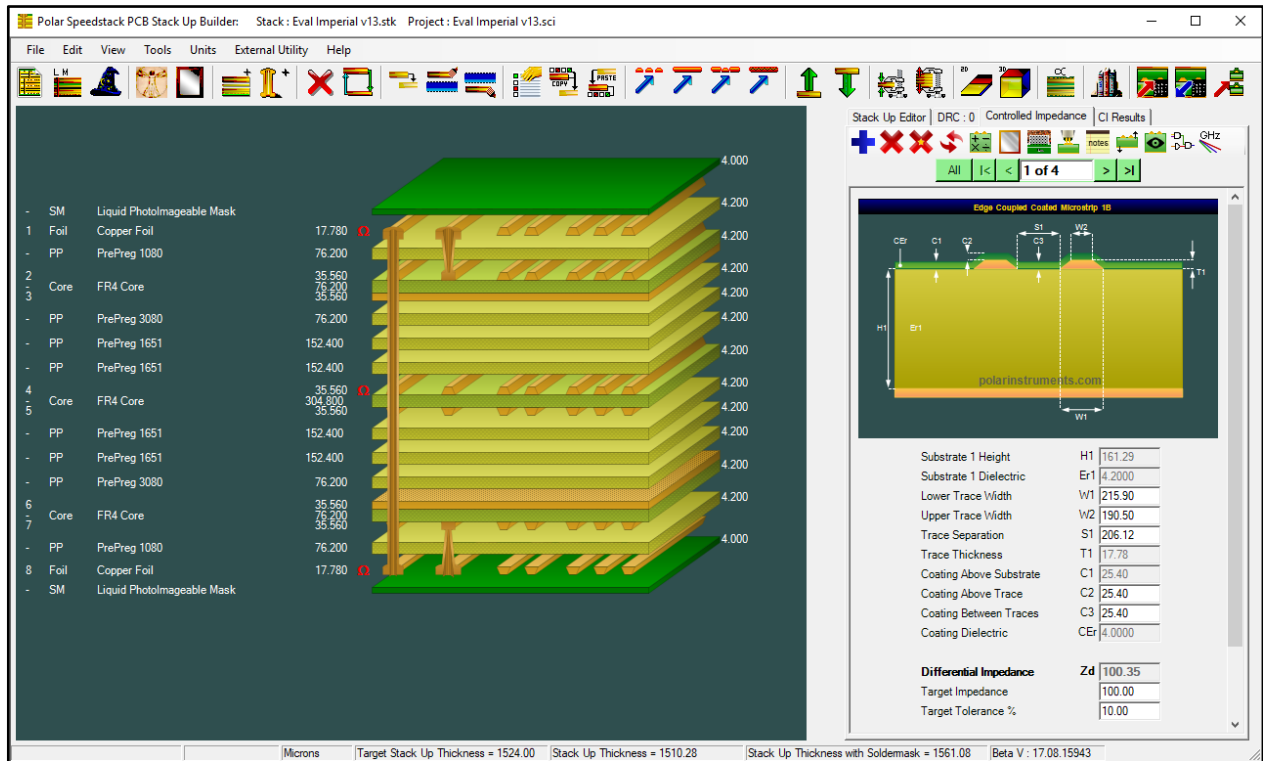 Polar Speedstack PCB Stack Up Builder: Stack : Eval Imperial v13.stk Project : Eval Imperial v13.sci
File Edit View Tools Units External Utility Help
L M
COPY
PASTE
2D
3D
QC
Stack Up Editor DRC : 0 Controlled Impedance CI Results
notes
GHz
All |< < 1 of 4 > >|
Edge Coupled Coated Microstrip 1B
CEr C1 C2 S1 C3 W2
T1
H1 Er1
polarinstruments.com
W1
Substrate 1 Height H1 161.29
Substrate 1 Dielectric Er1 4.2000
Lower Trace Width W1 215.90
Upper Trace Width W2 190.50
Trace Separation S1 206.12
Trace Thickness T1 17.78
Coating Above Substrate C1 25.40
Coating Above Trace C2 25.40
Coating Between Traces C3 25.40
Coating Dielectric CEr 4.0000
Differential Impedance Zd 100.35
Target Impedance 100.00
Target Tolerance % 10.00
4.000
- SM Liquid PhotoImageable Mask 4.200
1 Foil Copper Foil 17.780 Ω
4.200
- PP PrePreg 1080 76.200
4.200
2 35.560
- Core FR4 Core 76.200
3 35.560
4.200
- PP PrePreg 3080 76.200
4.200
- PP PrePreg 1651 152.400
4.200
- PP PrePreg 1651 152.400
4.200
4 35.560 Ω
- Core FR4 Core 304.800
5 35.560
4.200
- PP PrePreg 1651 152.400
4.200
- PP PrePreg 1651 152.400
4.200
- PP PrePreg 3080 76.200
4.200
6 35.560
- Core FR4 Core 76.200
7 35.560
4.000
- PP PrePreg 1080 76.200
8 Foil Copper Foil 17.780 Ω
- SM Liquid PhotoImageable Mask
Microns Target Stack Up Thickness = 1524.00 Stack Up Thickness = 1510.28 Stack Up Thickness with Soldermask = 1561.08 Beta V : 17.08.15943